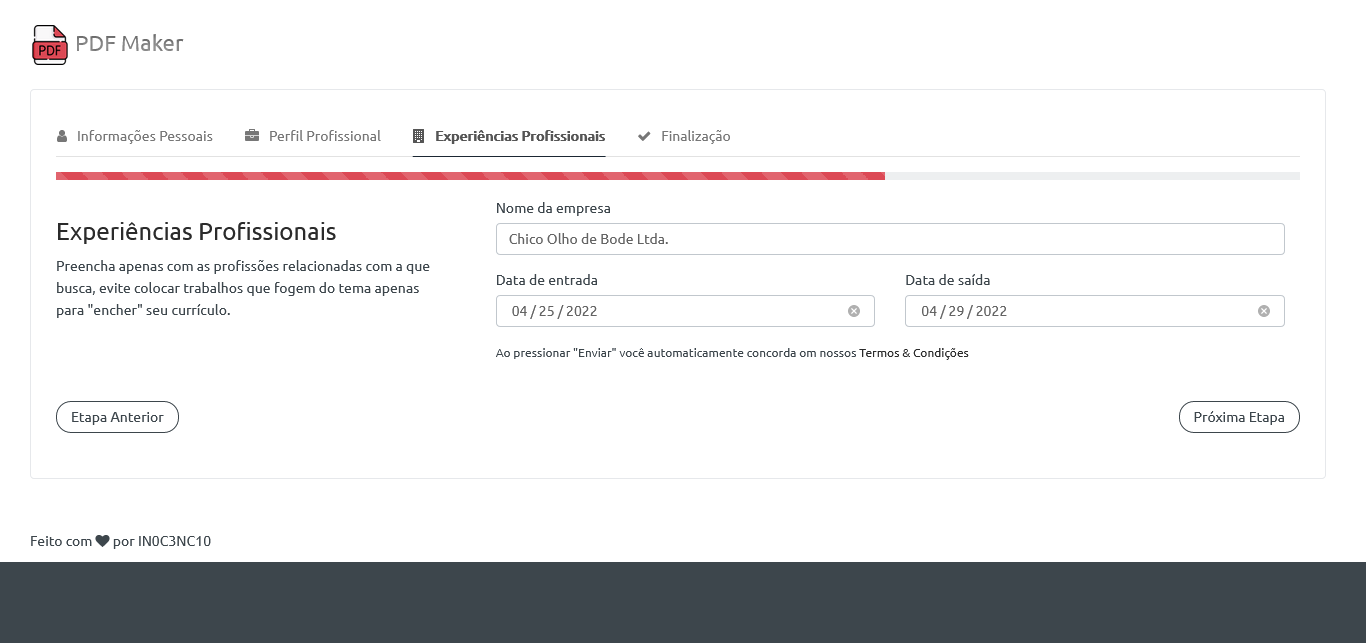 PDF
PDF Maker
Informações Pessoais
Perfil Profissional
Experiências Profissionais
Finalização
Experiências Profissionais
Preencha apenas com as profissões relacionadas com a que
busca, evite colocar trabalhos que fogem do tema apenas
para "encher" seu currículo.
Nome da empresa
Chico Olho de Bode Ltda.
Data de entrada
Data de saída
04 / 25 / 2022
04 / 29 / 2022
Ao pressionar "Enviar" você automaticamente concorda om nossos Termos & Condições
Etapa Anterior
Próxima Etapa
Feito com por IN0C3NC10